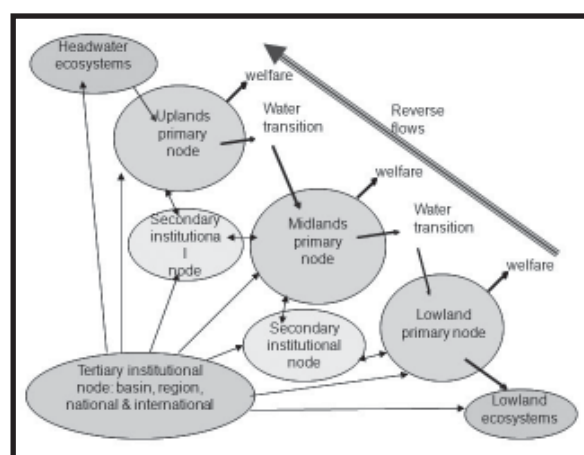 Headwater
ecosystems
welfare
Uplands
primary
node
Water
transition
Reverse
flows
welfare
Secondary
institutiona
l
node
Midlands
primary
node
Water
transition
welfare
Lowland
primary node
Secondary
institutional
node
Tertiary institutional
node: basin, region,
national & international
Lowland
ecosystems